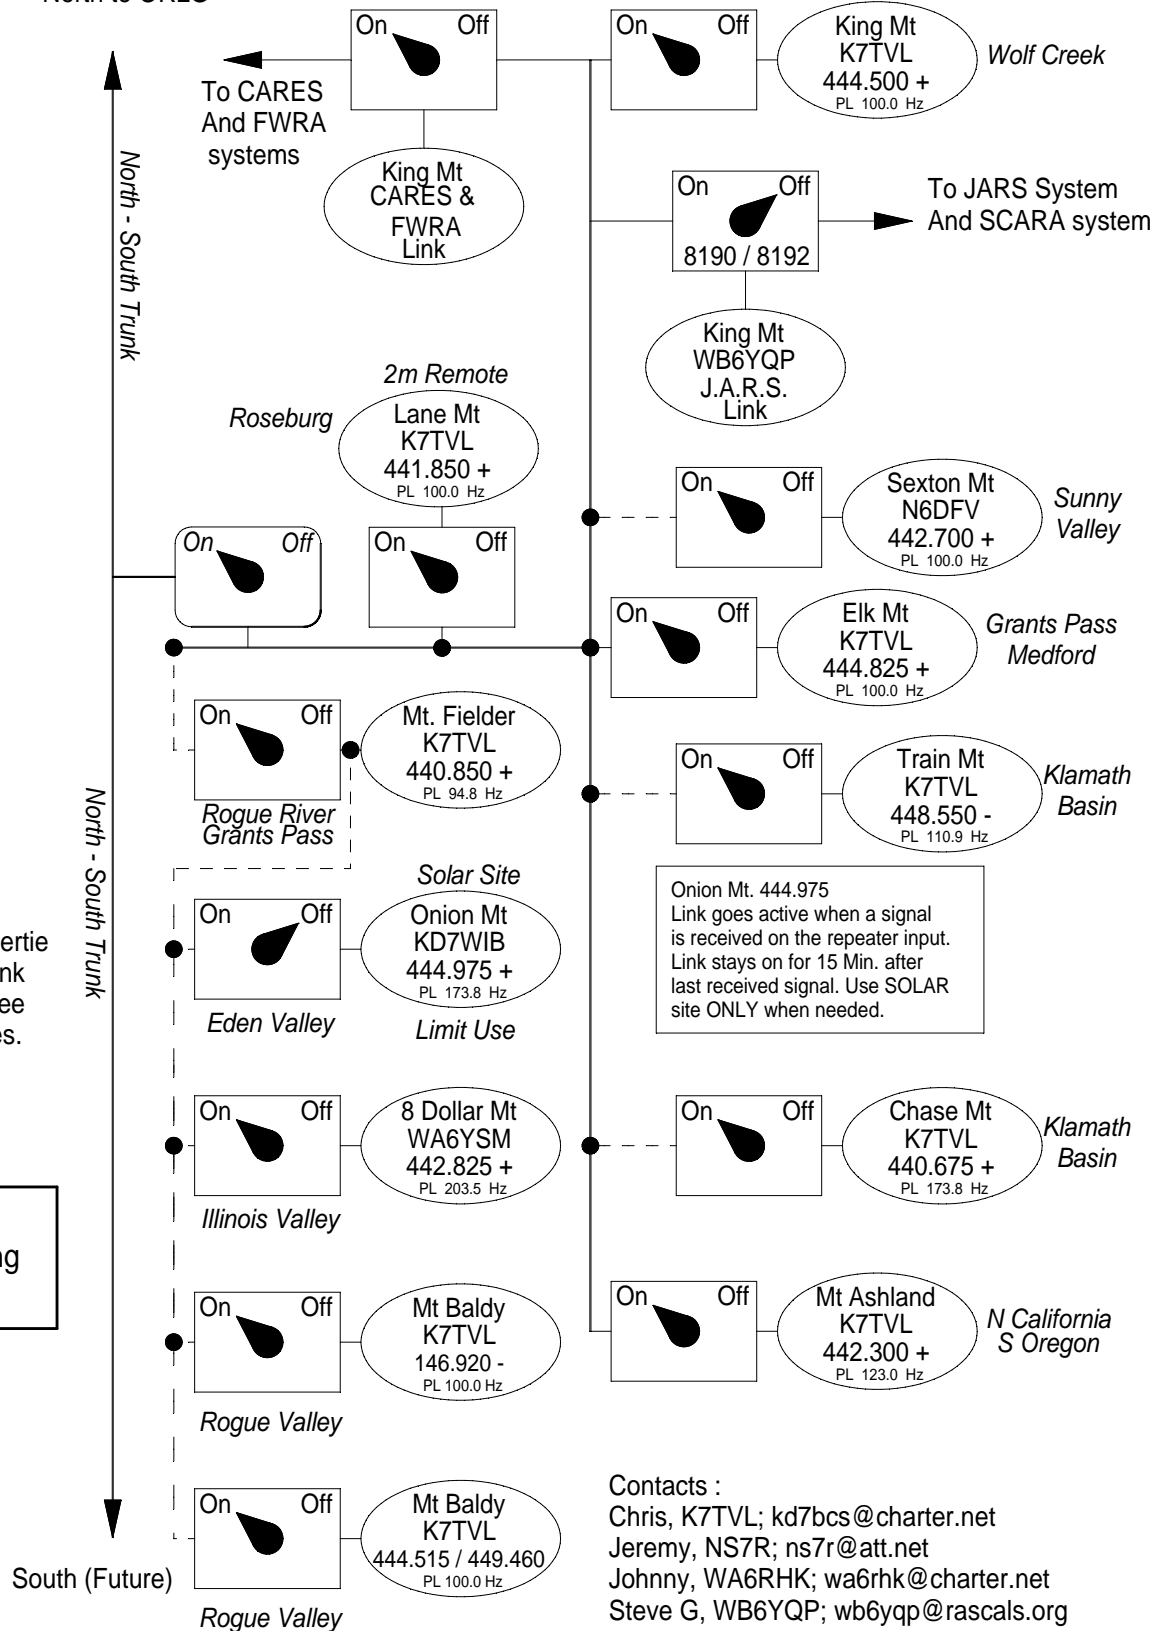 On Off
To CARES
And FWRA
systems
King Mt
CARES &
FWRA
Link
On Off
King Mt
K7TVL
444.500 +
PL 100.0 Hz
Wolf Creek
On Off
8190 / 8192
To JARS System
And SCARA system
King Mt
WB6YQP
J.A.R.S.
Link
North - South Trunk
2m Remote
Roseburg
Lane Mt
K7TVL
441.850 +
PL 100.0 Hz
On Off
On Off
On Off
Sexton Mt
N6DFV
442.700 +
PL 100.0 Hz
Sunny
Valley
On Off
Elk Mt
K7TVL
444.825 +
PL 100.0 Hz
Grants Pass
Medford
On Off
Rogue River
Grants Pass
Mt. Fielder
K7TVL
440.850 +
PL 94.8 Hz
On Off
Train Mt
K7TVL
448.550 -
PL 110.9 Hz
Klamath
Basin
North - South Trunk
Solar Site
On Off
Eden Valley
Onion Mt
KD7WIB
444.975 +
PL 173.8 Hz
Limit Use
Onion Mt. 444.975
Link goes active when a signal
is received on the repeater input.
Link stays on for 15 Min. after
last received signal. Use SOLAR
site ONLY when needed.
ertie
nk
ee
es.
On Off
Illinois Valley
8 Dollar Mt
WA6YSM
442.825 +
PL 203.5 Hz
On Off
Chase Mt
K7TVL
440.675 +
PL 173.8 Hz
Klamath
Basin
ng
On Off
Rogue Valley
Mt Baldy
K7TVL
146.920 -
PL 100.0 Hz
On Off
Mt Ashland
K7TVL
442.300 +
PL 123.0 Hz
N California
S Oregon
On Off
Rogue Valley
Mt Baldy
K7TVL
444.515 / 449.460
PL 100.0 Hz
South (Future)
Contacts :
Chris, K7TVL; kd7bcs@charter.net
Jeremy, NS7R; ns7r@att.net
Johnny, WA6RHK; wa6rhk@charter.net
Steve G, WB6YQP; wb6yqp@rascals.org